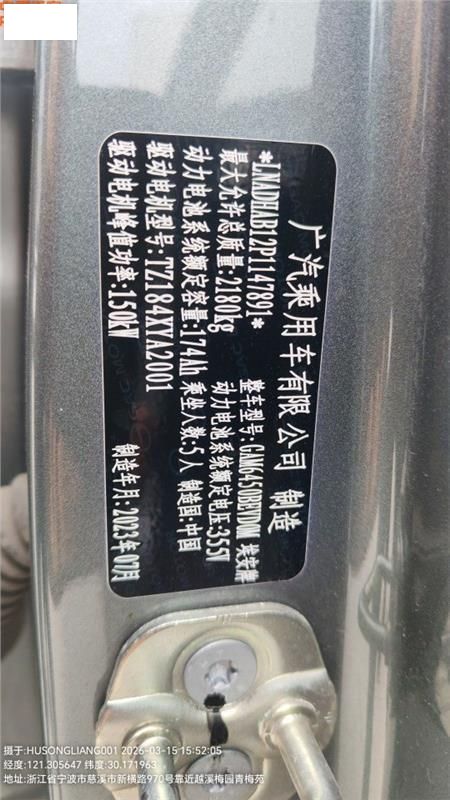 广汽乘用车有限公司 制造
*LNADHAB12P1147891*
整车型号:GAM6450BEVD0W 埃安牌
最大允许总质量:2180kg
动力电池系统额定电压:355V
动力电池系统额定容量:174Ah 乘坐人数:5人 制造国:中国
驱动电机型号:TZ184XYA2001
驱动电机峰值功率:150kW
制造年月:2023年07月
摄于:HUSONGLIANG001 2026-03-15 15:52:05
经度:121.305647 纬度:30.171963
地址:浙江省宁波市慈溪市新横路970号靠近越溪梅园青梅苑